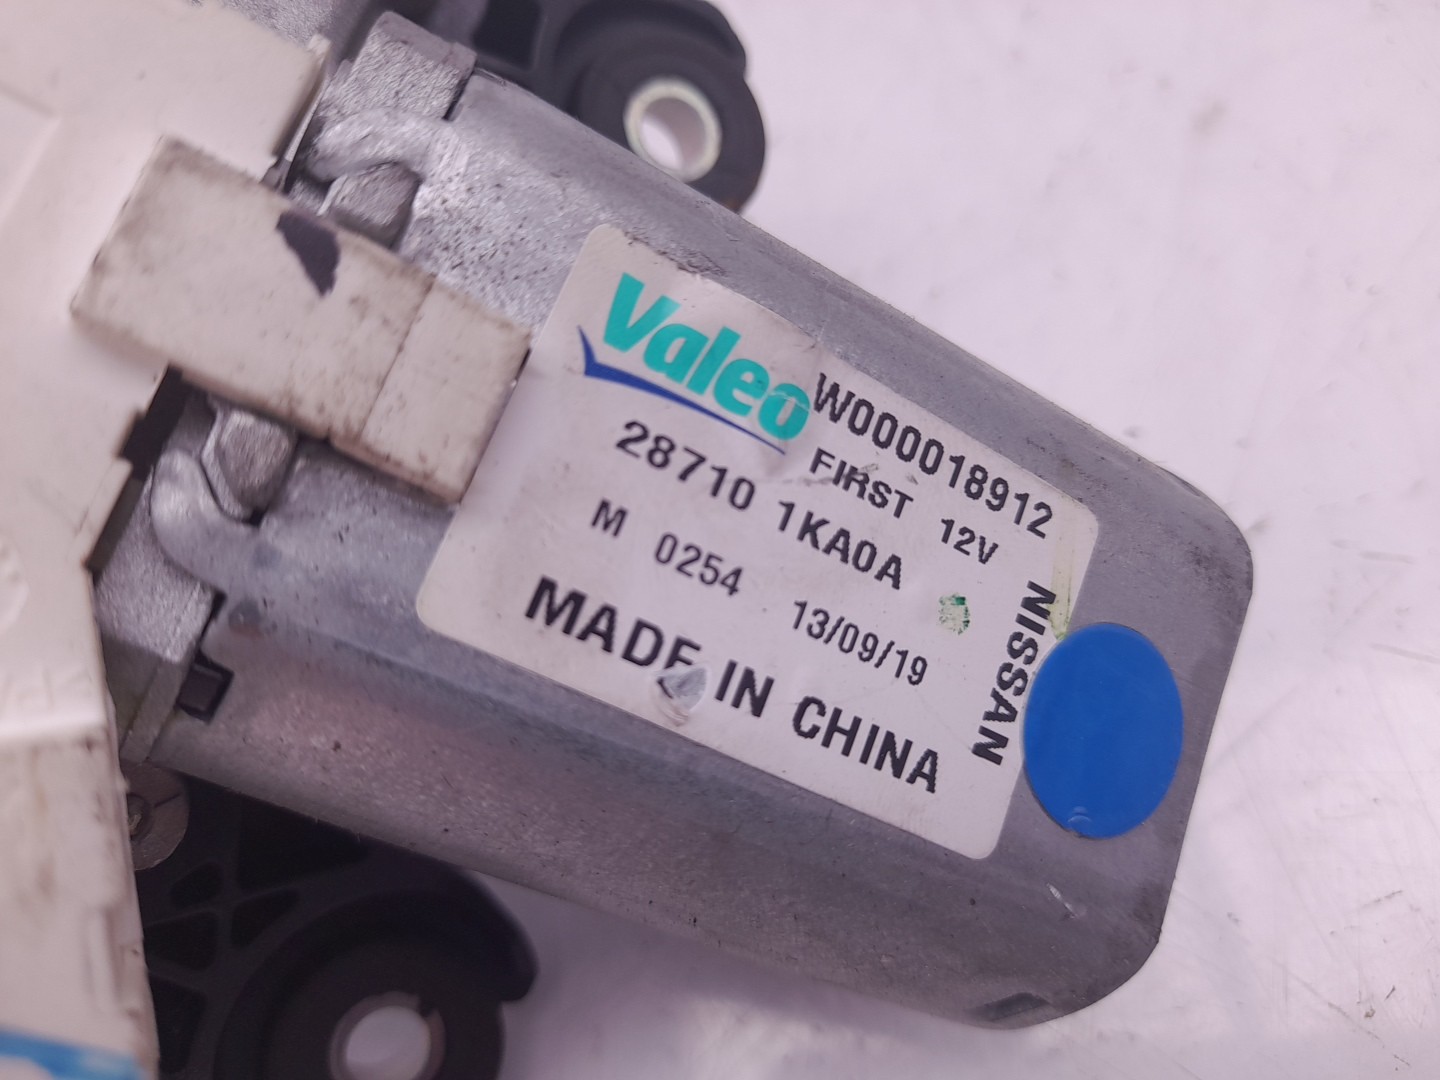 Valeo
W000018912
FIRST 12V
28710 1KA0A
M 0254 13/09/19
MADE IN CHINA
NISSAN